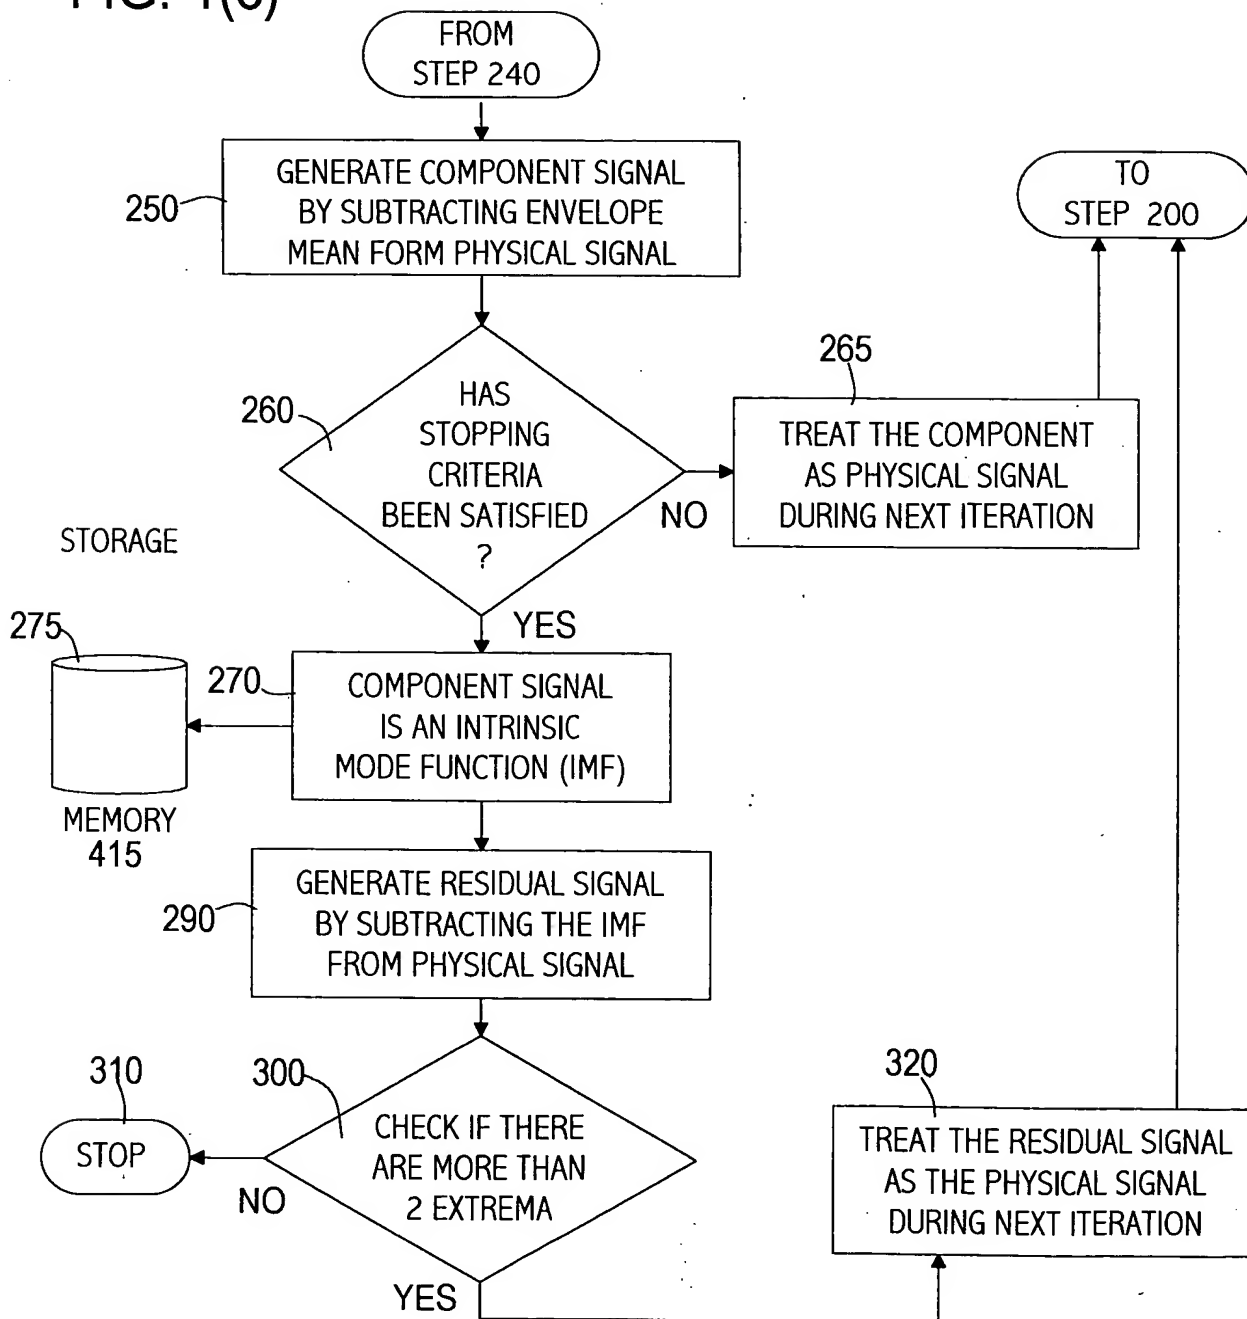 FROM
STEP 240
250
GENERATE COMPONENT SIGNAL
BY SUBTRACTING ENVELOPE
MEAN FORM PHYSICAL SIGNAL
TO
STEP 200
260
HAS
STOPPING
CRITERIA
BEEN SATISFIED
?
NO
265
TREAT THE COMPONENT
AS PHYSICAL SIGNAL
DURING NEXT ITERATION
YES
STORAGE
275
MEMORY
415
270
COMPONENT SIGNAL
IS AN INTRINSIC
MODE FUNCTION (IMF)
290
GENERATE RESIDUAL SIGNAL
BY SUBTRACTING THE IMF
FROM PHYSICAL SIGNAL
310
STOP
NO
300
CHECK IF THERE
ARE MORE THAN
2 EXTREMA
YES
320
TREAT THE RESIDUAL SIGNAL
AS THE PHYSICAL SIGNAL
DURING NEXT ITERATION